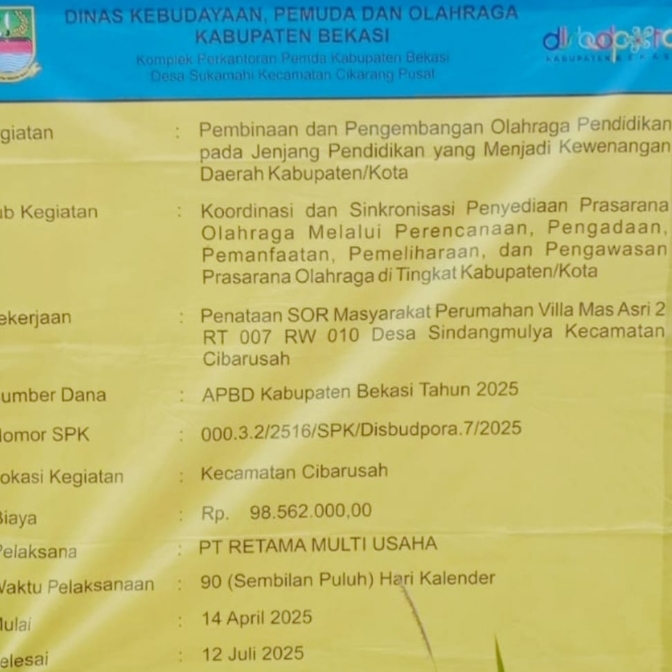 DINAS KEBUDAYAAN, PEMUDA DAN OLAHRAGA
KABUPATEN BEKASI
Komplek Perkantoran Pemda Kabupaten Bekasi
Desa Sukamahi Kecamatan Cikarang Pusat
giatan : Pembinaan dan Pengembangan Olahraga Pendidikan
pada Jenjang Pendidikan yang Menjadi Kewenangan
Daerah Kabupaten/Kota
ub Kegiatan : Koordinasi dan Sinkronisasi Penyediaan Prasarana
Olahraga Melalui Perencanaan, Pengadaan,
Pemanfaatan, Pemeliharaan, dan Pengawasan
Prasarana Olahraga di Tingkat Kabupaten/Kota
ekerjaan : Penataan SOR Masyarakat Perumahan Villa Mas Asri 2
RT 007 RW 010 Desa Sindangmulya Kecamatan
Cibarusah
umber Dana : APBD Kabupaten Bekasi Tahun 2025
Nomor SPK : 000.3.2/2516/SPK/Disbudpora.7/2025
okasi Kegiatan : Kecamatan Cibarusah
Biaya : Rp. 98.562.000,00
Pelaksana : PT RETAMA MULTI USAHA
Waktu Pelaksanaan : 90 (Sembilan Puluh) Hari Kalender
Mulai : 14 April 2025
elesai : 12 Juli 2025